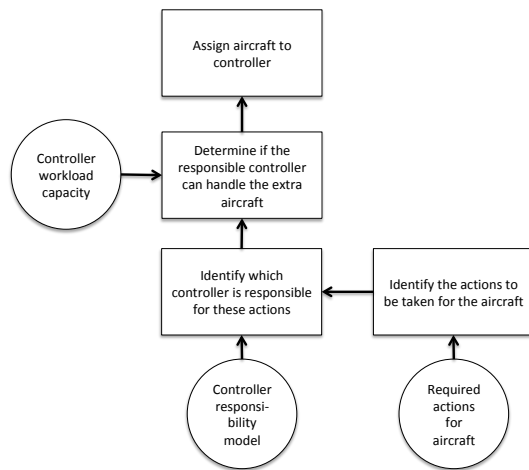 Assign aircraft to
controller
Controller
workload
capacity
Determine if the
responsible controller
can handle the extra
aircraft
Identify which
controller is responsible
for these actions
Identify the actions to
be taken for the aircraft
Controller
responsi-
bility
model
Required
actions
for
aircraft